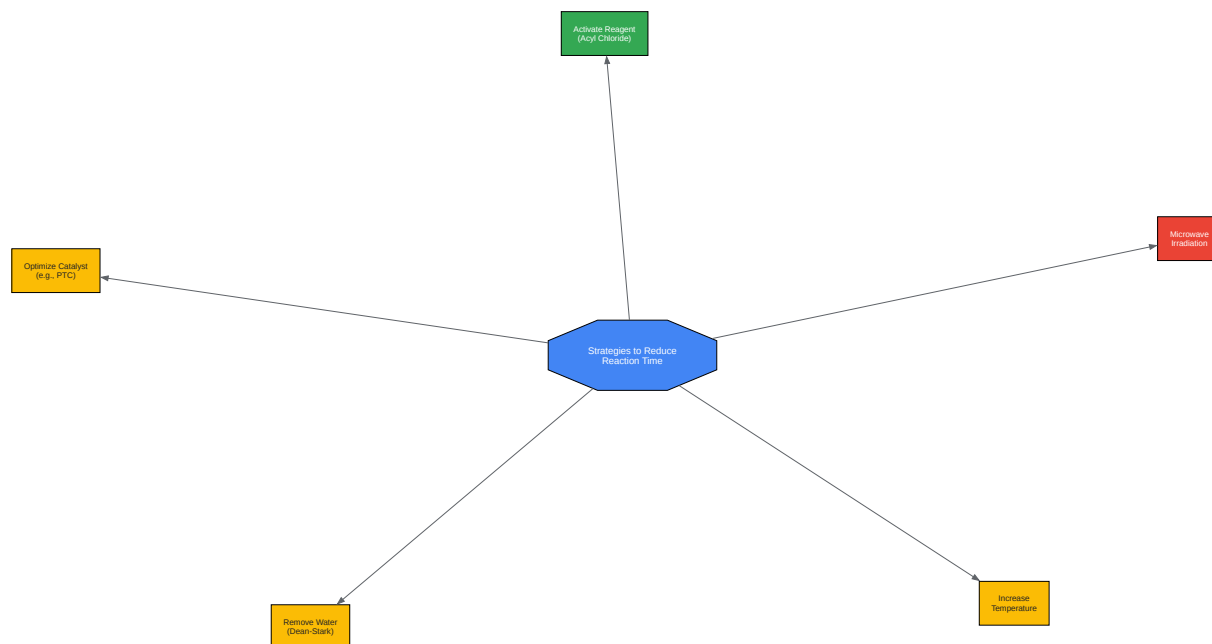 Activate Reagent
(Acyl Chloride)
Microwave
Irradiation
Optimize Catalyst
(e.g., PTC)
Strategies to Reduce
Reaction Time
Increase
Temperature
Remove Water
(Dean-Stark)